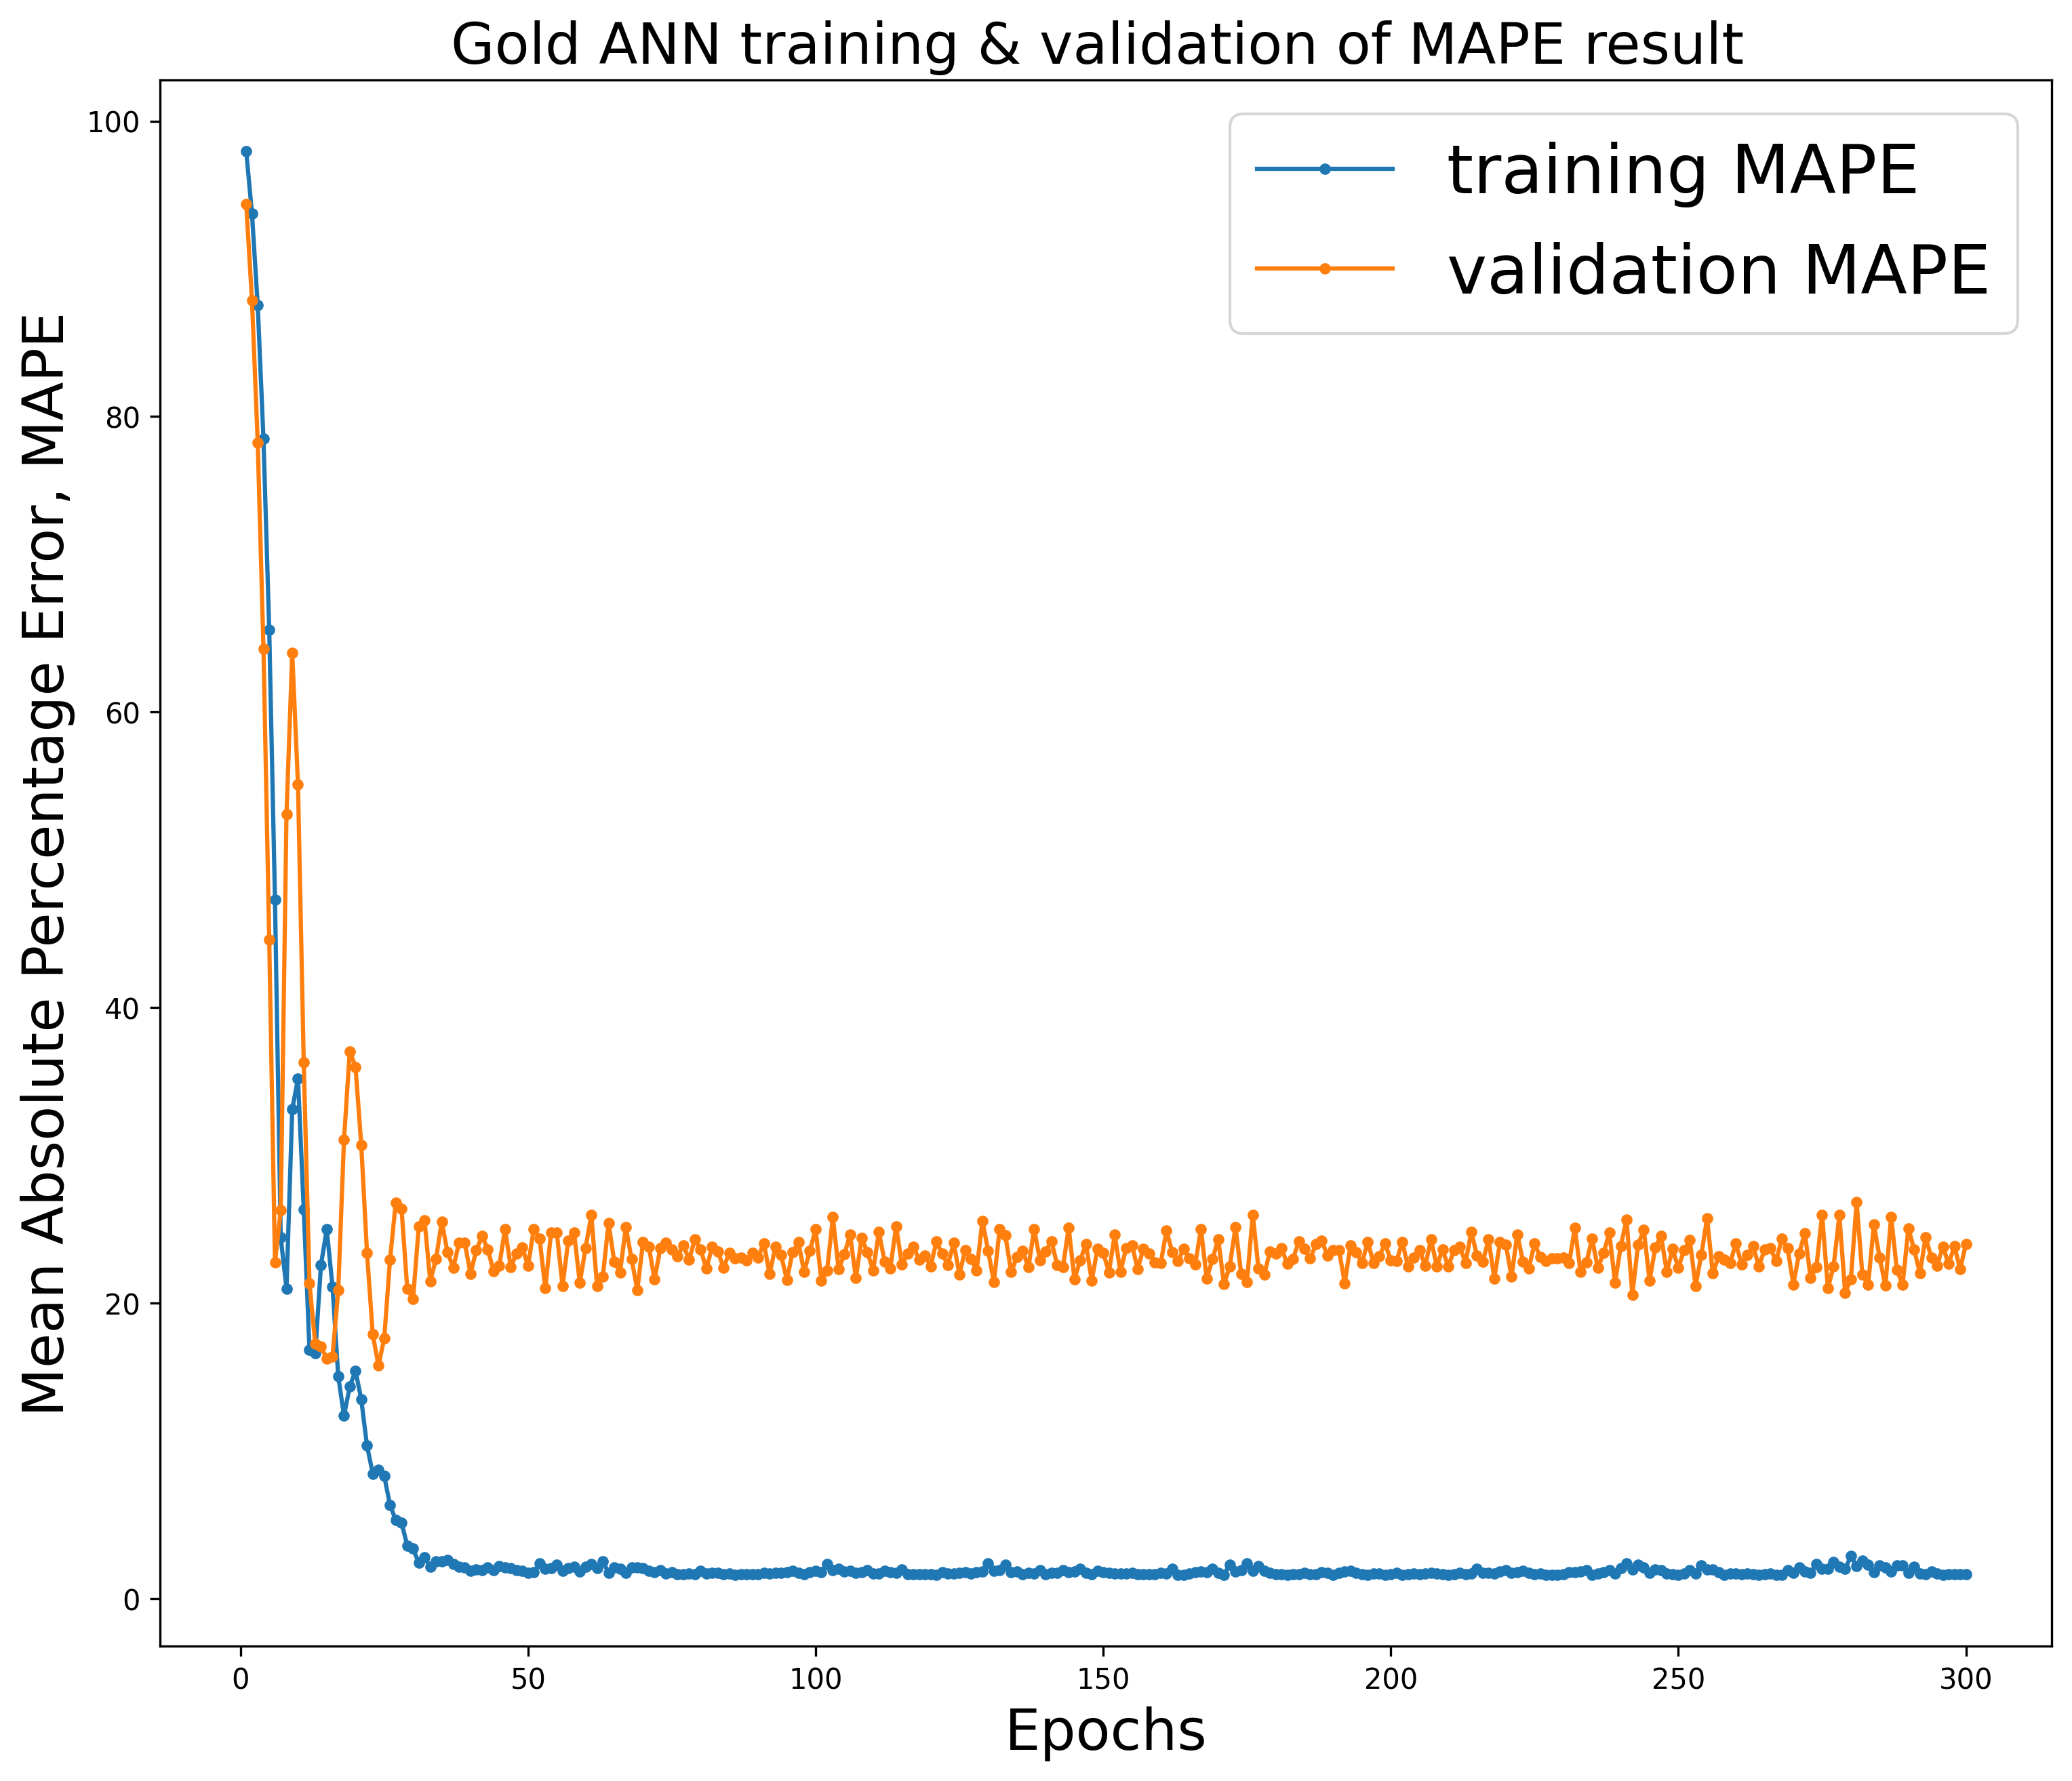 Gold ANN training & validation of MAPE result
training MAPE
validation MAPE
Mean Absolute Percentage Error, MAPE
100
80
60
40
20
0
0 50 100 150 200 250 300
Epochs